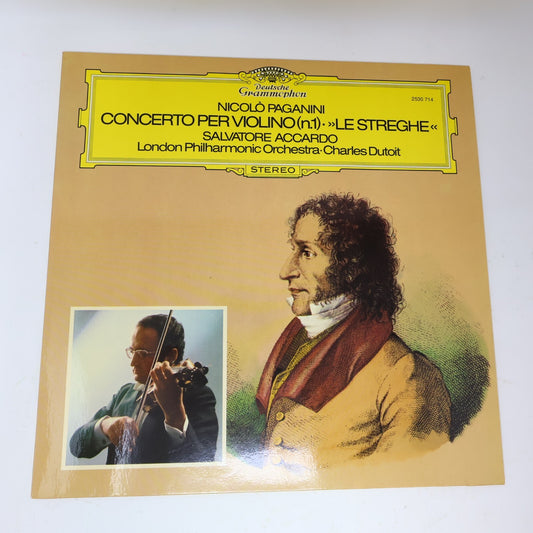 Deutsche
Grammophon
2530 714
NICOLÒ PAGANINI
CONCERTO PER VIOLINO (n.1)·»LE STREGHE«
SALVATORE ACCARDO
London Philharmonic Orchestra·Charles Dutoit
STEREO